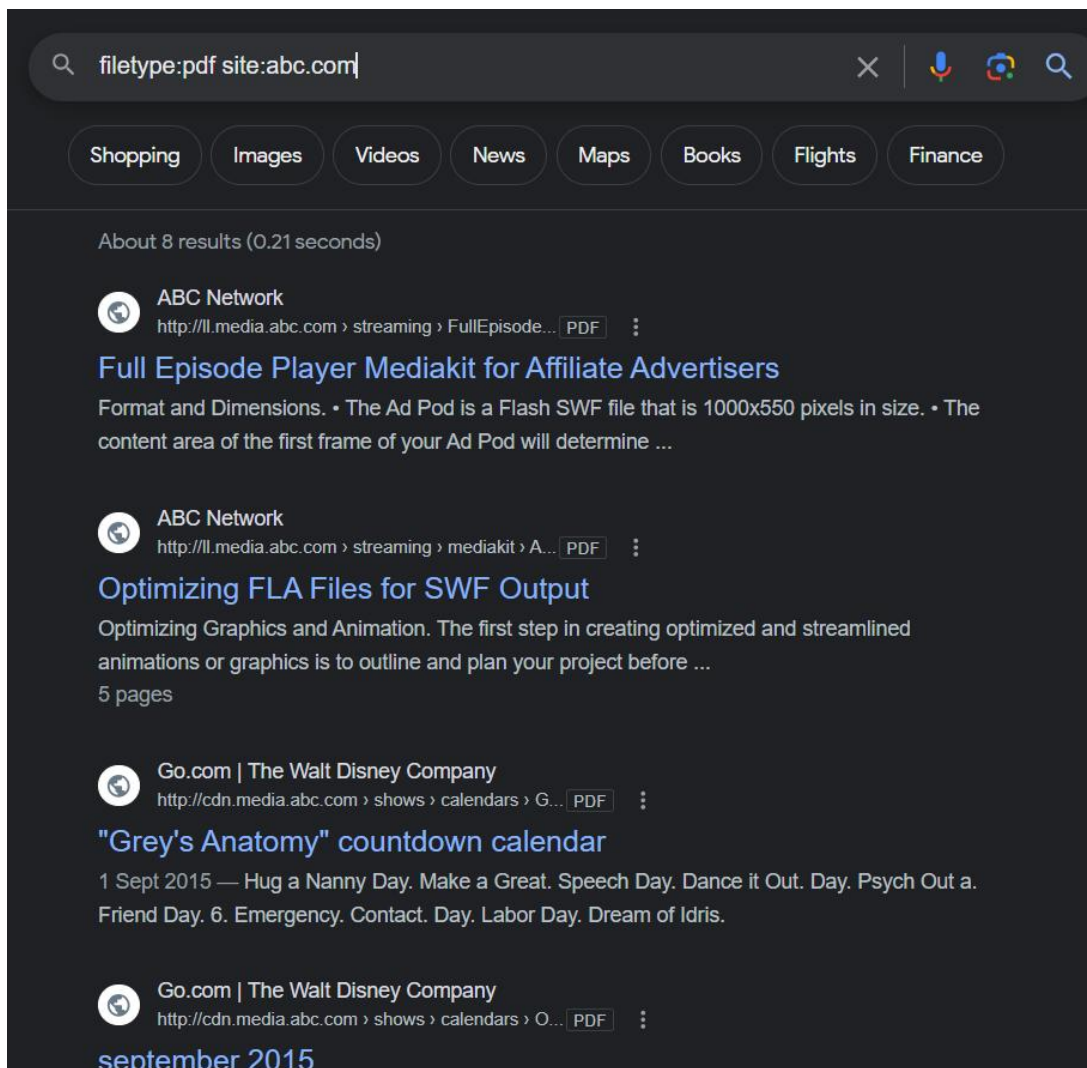 filetype:pdf site:abc.com
Shopping Images Videos News Maps Books Flights Finance
About 8 results (0.21 seconds)
ABC Network
http://ll.media.abc.com › streaming › FullEpisode... PDF
Full Episode Player Mediakit for Affiliate Advertisers
Format and Dimensions. • The Ad Pod is a Flash SWF file that is 1000x550 pixels in size. • The
content area of the first frame of your Ad Pod will determine ...
ABC Network
http://ll.media.abc.com › streaming › mediakit › A... PDF
Optimizing FLA Files for SWF Output
Optimizing Graphics and Animation. The first step in creating optimized and streamlined
animations or graphics is to outline and plan your project before ...
5 pages
Go.com | The Walt Disney Company
http://cdn.media.abc.com › shows › calendars › G... PDF
"Grey's Anatomy" countdown calendar
1 Sept 2015 — Hug a Nanny Day. Make a Great. Speech Day. Dance it Out. Day. Psych Out a.
Friend Day. 6. Emergency. Contact. Day. Labor Day. Dream of Idris.
Go.com | The Walt Disney Company
http://cdn.media.abc.com › shows › calendars › O... PDF
september 2015